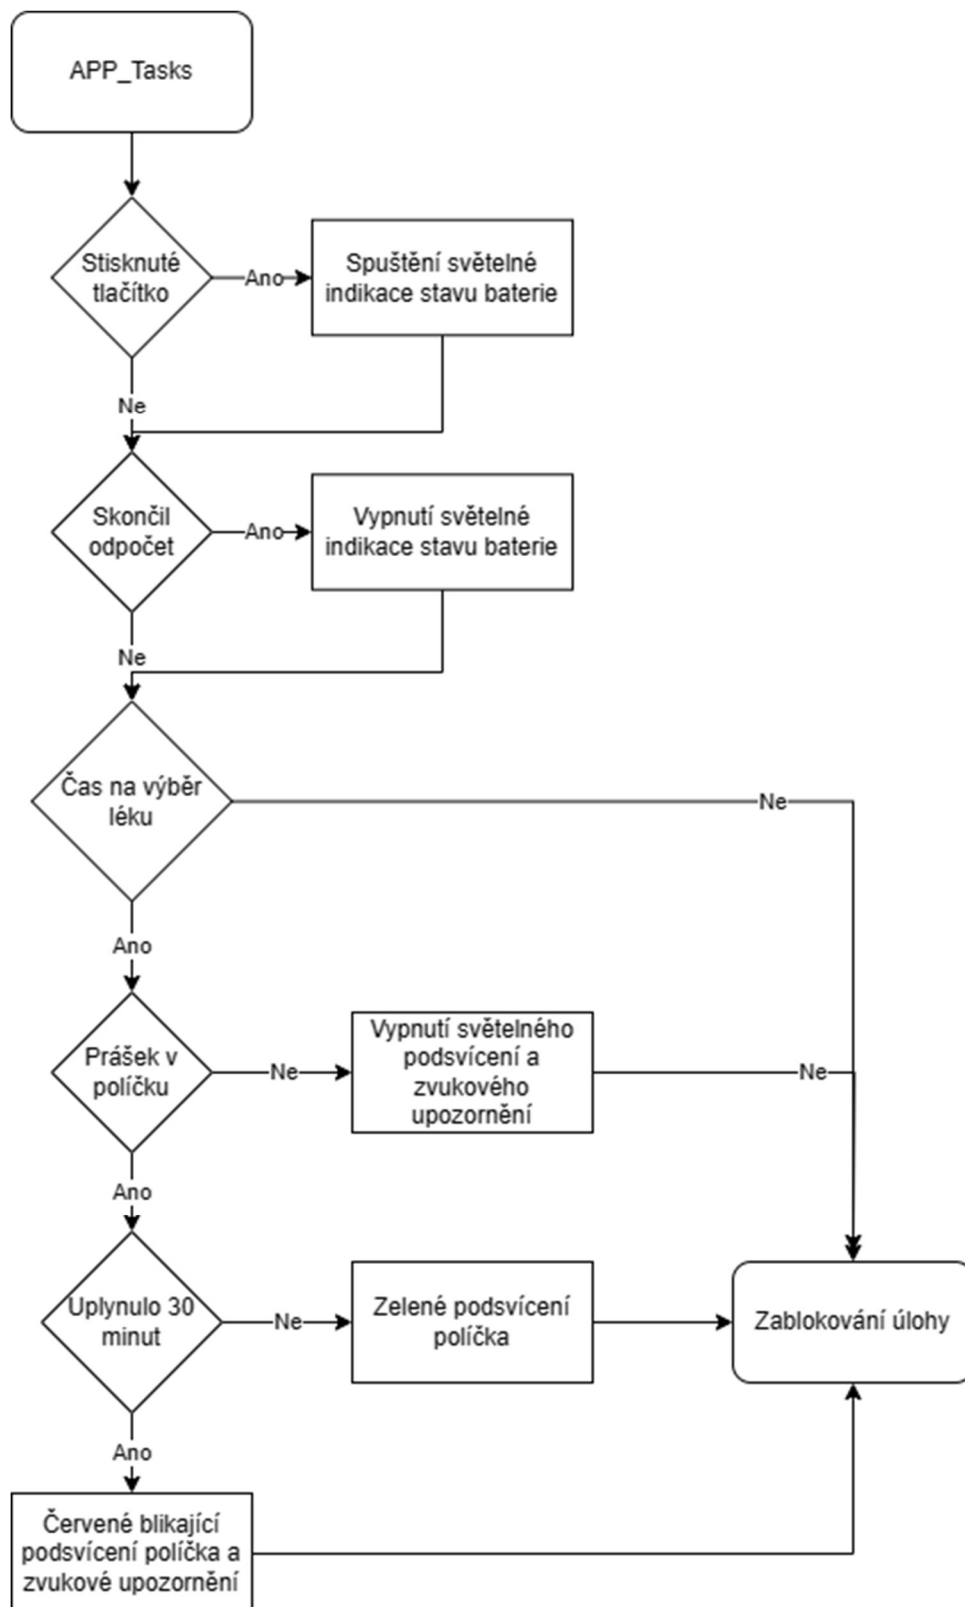 APP_Tasks
Stisknuté
tlačítko
Ano
Spuštění světelné
indikace stavu baterie
Ne
Skončil
odpočet
Ano
Vypnutí světelné
indikace stavu baterie
Ne
Čas na výběr
léku
Ne
Ano
Prášek v
políčku
Ne
Vypnutí světelného
podsvícení a
zvukového
upozornění
Ne
Ano
Uplynulo 30
minut
Ne
Zelené podsvícení
políčka
Zablokování úlohy
Ano
Červené blikající
podsvícení políčka a
zvukové upozornění